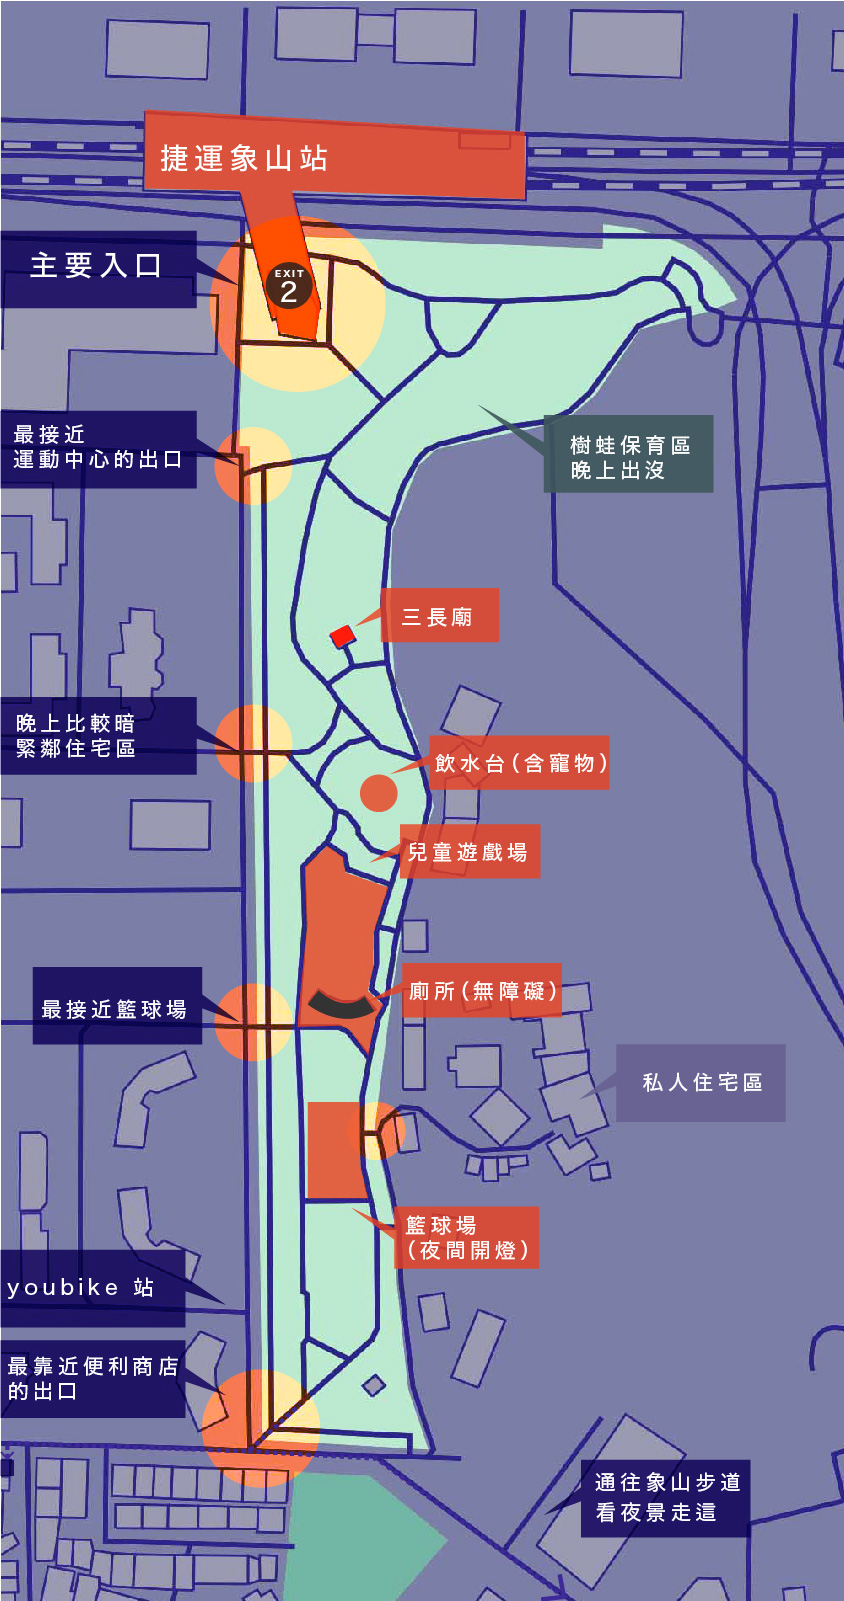 捷運象山站
主要入口
EXIT
2
最接近
運動中心的出口
樹蛙保育區
晚上出沒
三長廟
晚上比較暗
緊鄰住宅區
飲水台(含寵物)
兒童遊戲場
最接近籃球場
廁所(無障礙)
私人住宅區
籃球場
(夜間開燈)
youbike 站
最靠近便利商店
的出口
通往象山步道
看夜景走這